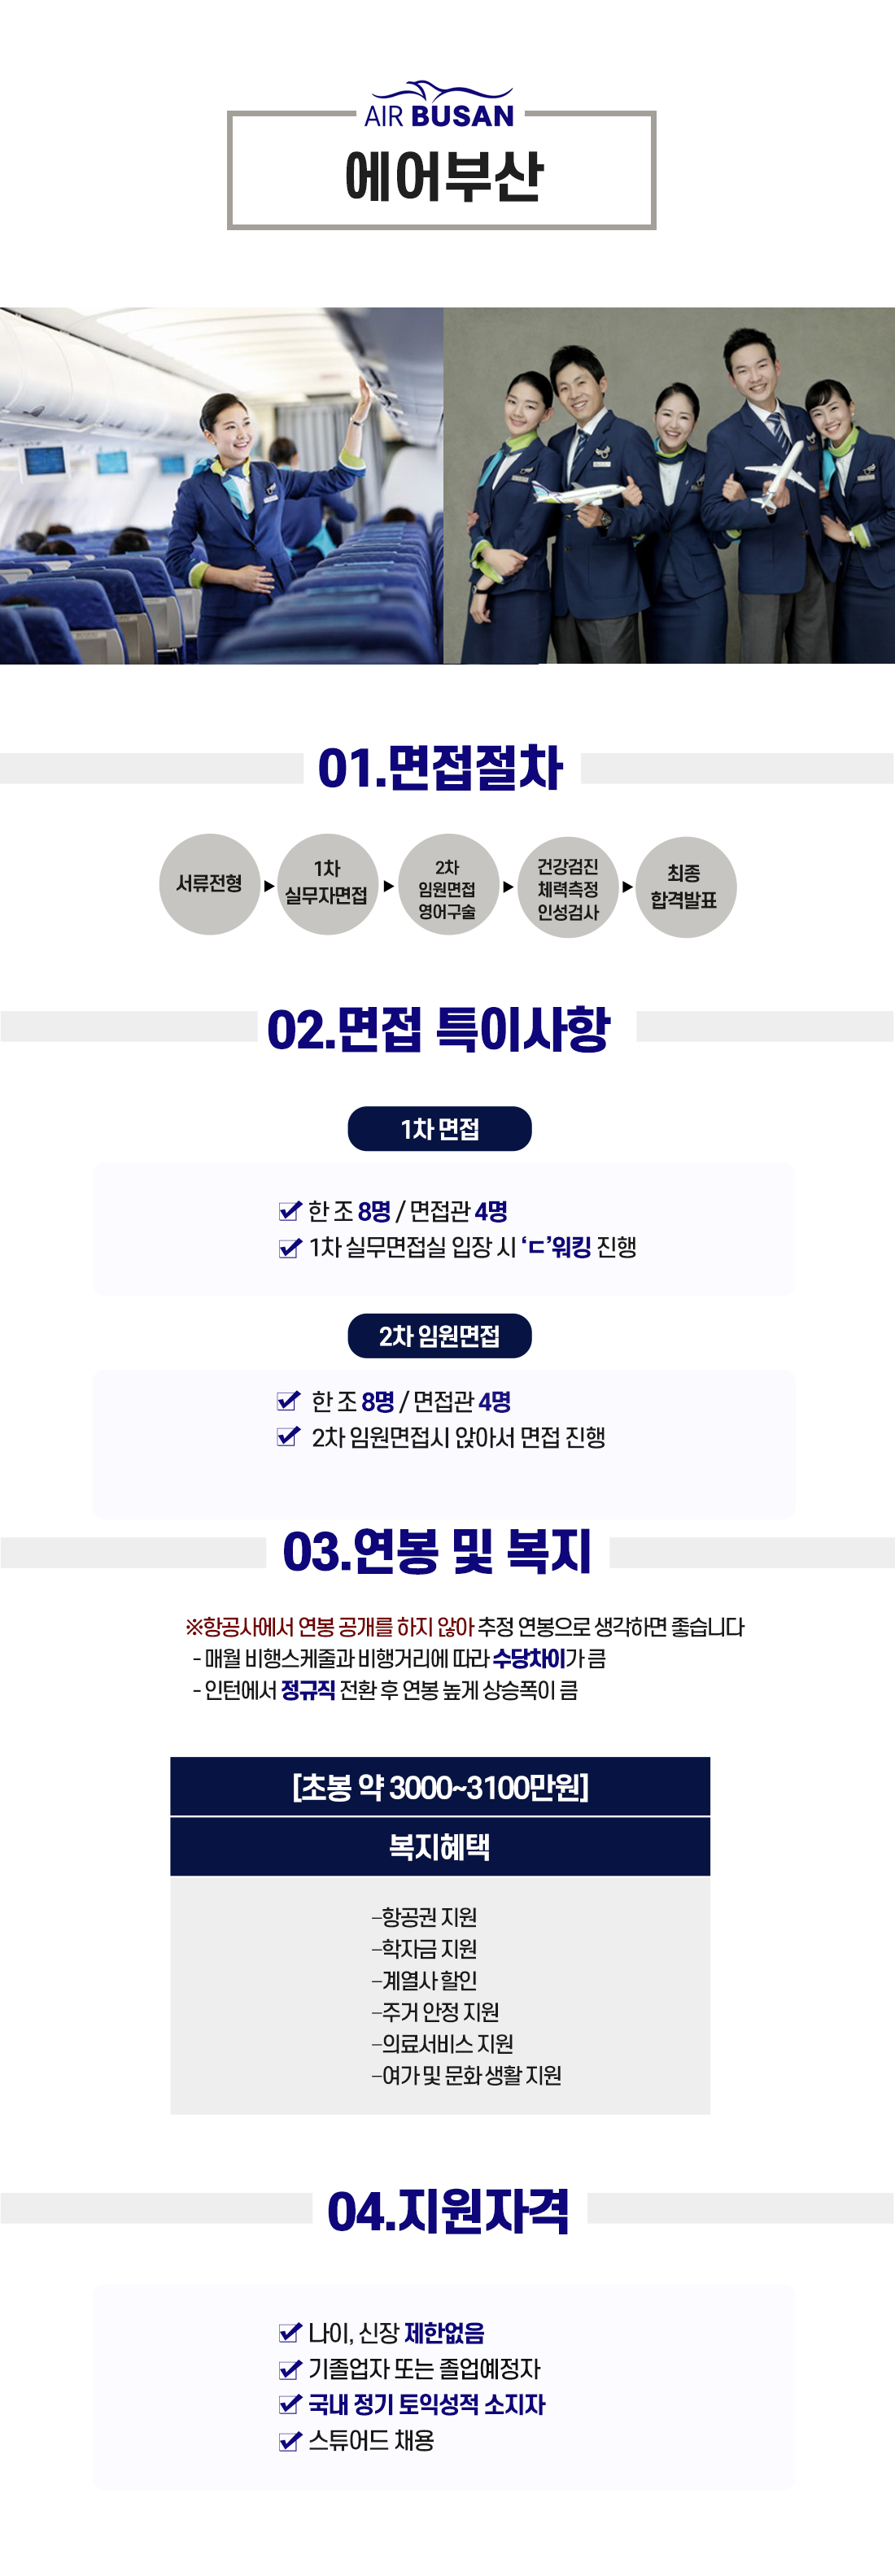 AIR BUSAN
에어부산
01.면접절차
서류전형
1차
실무자면접
2차
임원면접
영어구술
건강검진
체력측정
인성검사
최종
합격발표
02.면접 특이사항
1차 면접
한 조 8명 / 면접관 4명
1차 실무면접실 입장 시 ‘ㄷ’워킹 진행
2차 임원면접
한 조 8명 / 면접관 4명
2차 임원면접시 앉아서 면접 진행
03.연봉 및 복지
※항공사에서 연봉 공개를 하지 않아 추정 연봉으로 생각하면 좋습니다
- 매월 비행스케줄과 비행거리에 따라 수당차이가 큼
- 인턴에서 정규직 전환 후 연봉 높게 상승폭이 큼
[초봉 약 3000~3100만원]
복지혜택
-항공권 지원
-학자금 지원
-계열사 할인
-주거 안정 지원
-의료서비스 지원
-여가 및 문화 생활 지원
04.지원자격
나이, 신장 제한없음
기졸업자 또는 졸업예정자
국내 정기 토익성적 소지자
스튜어드 채용